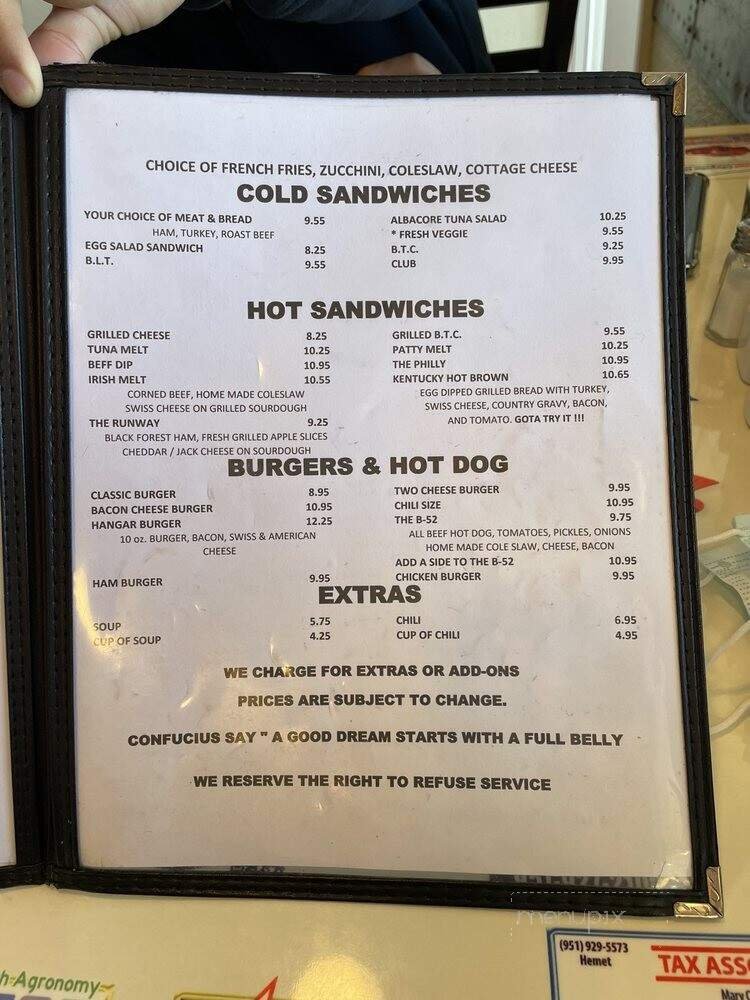 CHOICE OF FRENCH FRIES, ZUCCHINI, COLESLAW, COTTAGE CHEESE
COLD SANDWICHES
YOUR CHOICE OF MEAT & BREAD 9.55
HAM, TURKEY, ROAST BEEF
EGG SALAD SANDWICH 8.25
B.L.T. 9.55
ALBACORE TUNA SALAD 10.25
* FRESH VEGGIE 9.55
B.T.C. 9.25
CLUB 9.95
HOT SANDWICHES
GRILLED CHEESE 8.25
TUNA MELT 10.25
BEFF DIP 10.95
IRISH MELT 10.55
CORNED BEEF, HOME MADE COLESLAW
SWISS CHEESE ON GRILLED SOURDOUGH
THE RUNWAY 9.25
BLACK FOREST HAM, FRESH GRILLED APPLE SLICES
CHEDDAR / JACK CHEESE ON SOURDOUGH
GRILLED B.T.C. 9.55
PATTY MELT 10.25
THE PHILLY 10.95
KENTUCKY HOT BROWN 10.65
EGG DIPPED GRILLED BREAD WITH TURKEY,
SWISS CHEESE, COUNTRY GRAVY, BACON,
AND TOMATO. GOTA TRY IT !!!
BURGERS & HOT DOG
CLASSIC BURGER 8.95
BACON CHEESE BURGER 10.95
HANGAR BURGER 12.25
10 oz. BURGER, BACON, SWISS & AMERICAN
CHEESE
HAM BURGER 9.95
TWO CHEESE BURGER 9.95
CHILI SIZE 10.95
THE B-52 9.75
ALL BEEF HOT DOG, TOMATOES, PICKLES, ONIONS
HOME MADE COLE SLAW, CHEESE, BACON
ADD A SIDE TO THE B-52 10.95
CHICKEN BURGER 9.95
EXTRAS
SOUP 5.75
CUP OF SOUP 4.25
CHILI 6.95
CUP OF CHILI 4.95
WE CHARGE FOR EXTRAS OR ADD-ONS
PRICES ARE SUBJECT TO CHANGE.
CONFUCIUS SAY " A GOOD DREAM STARTS WITH A FULL BELLY
WE RESERVE THE RIGHT TO REFUSE SERVICE
menupix
(951) 929-5573
Hemet
TAX ASS
h-Agronomy